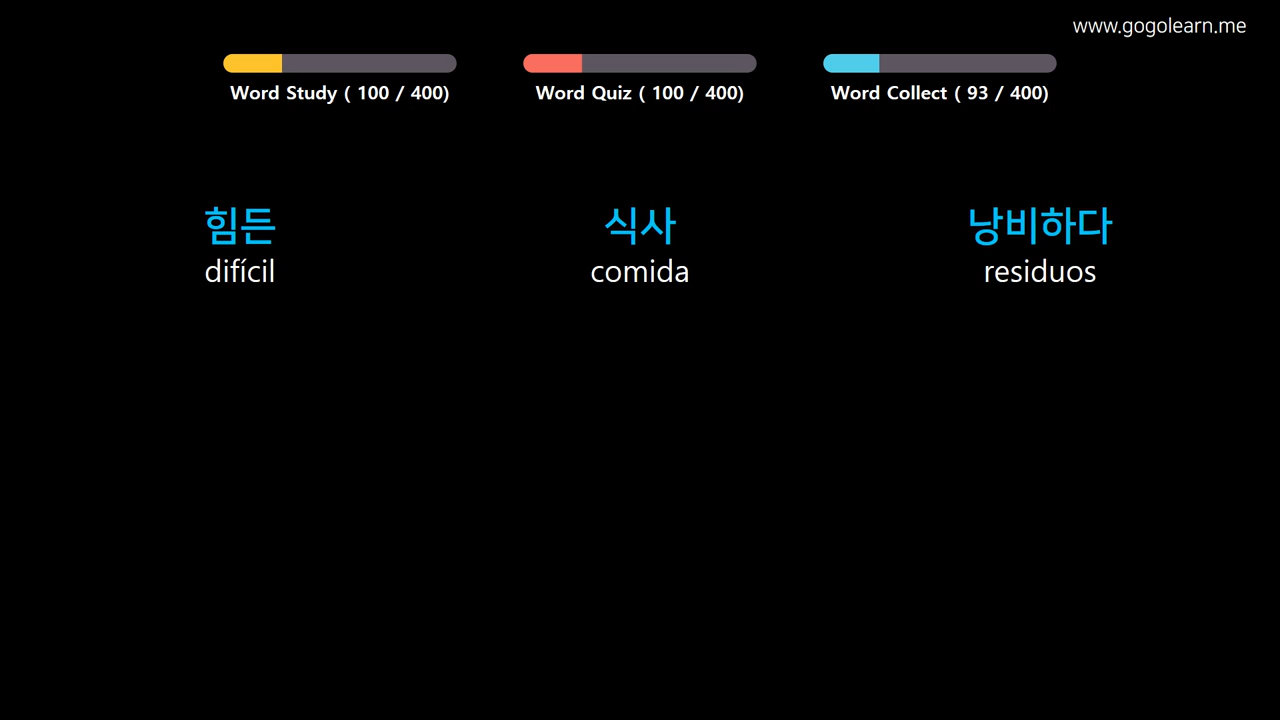 www.gogolearn.me
Word Study ( 100 / 400)
Word Quiz ( 100 / 400)
Word Collect ( 93 / 400)
힘든
difícil
식사
comida
낭비하다
residuos